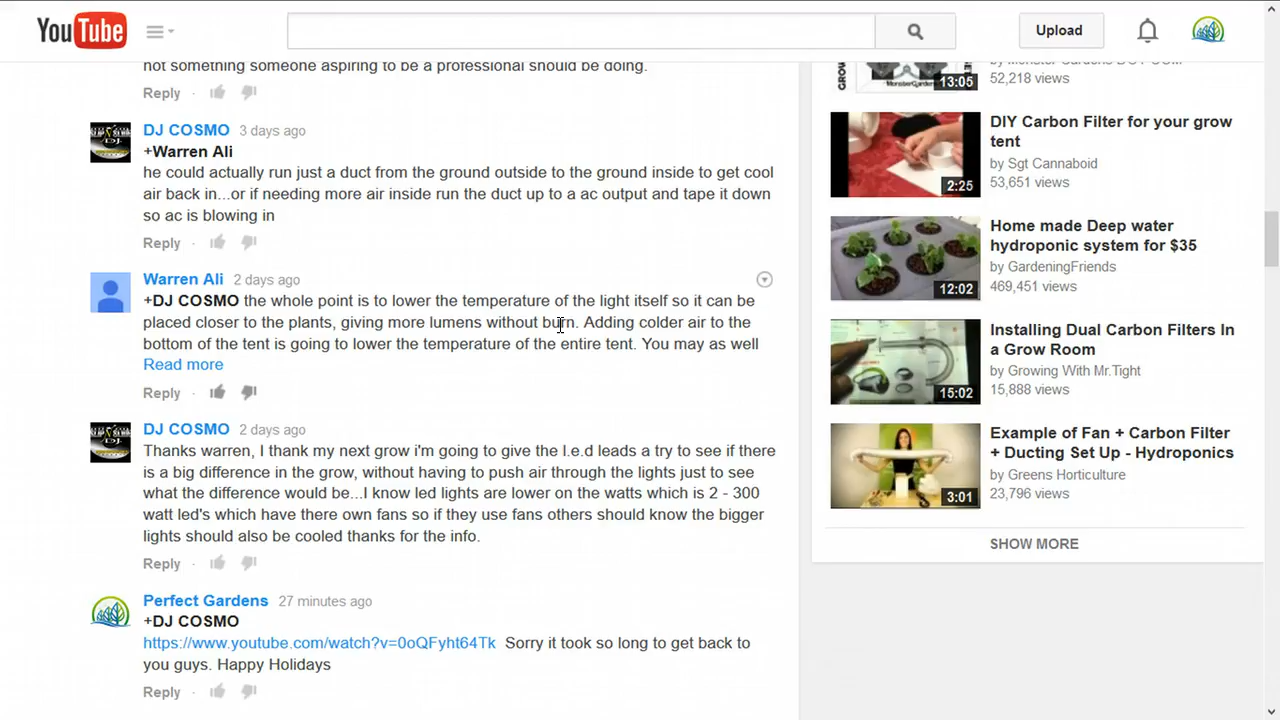 YouTube
Upload
not something someone aspiring to be a professional should be doing.
Reply
DJ COSMO 3 days ago
+Warren Ali
he could actually run just a duct from the ground outside to the ground inside to get cool
air back in...or if needing more air inside run the duct up to a ac output and tape it down
so ac is blowing in
Reply
Warren Ali 2 days ago
+DJ COSMO the whole point is to lower the temperature of the light itself so it can be
placed closer to the plants, giving more lumens without burn. Adding colder air to the
bottom of the tent is going to lower the temperature of the entire tent. You may as well
Read more
Reply
DJ COSMO 2 days ago
Thanks warren, I thank my next grow i'm going to give the l.e.d leads a try to see if there
is a big difference in the grow, without having to push air through the lights just to see
what the difference would be...I know led lights are lower on the watts which is 2 - 300
watt led's which have there own fans so if they use fans others should know the bigger
lights should also be cooled thanks for the info.
Reply
Perfect Gardens 27 minutes ago
+DJ COSMO
https://www.youtube.com/watch?v=0oQFyht64Tk Sorry it took so long to get back to
you guys. Happy Holidays
Reply
13:05
52,218 views
2:25
DIY Carbon Filter for your grow
tent
by Sgt Cannaboid
53,651 views
12:02
Home made Deep water
hydroponic system for $35
by GardeningFriends
469,451 views
15:02
Installing Dual Carbon Filters In
a Grow Room
by Growing With Mr.Tight
15,888 views
3:01
Example of Fan + Carbon Filter
+ Ducting Set Up - Hydroponics
by Greens Horticulture
23,796 views
SHOW MORE